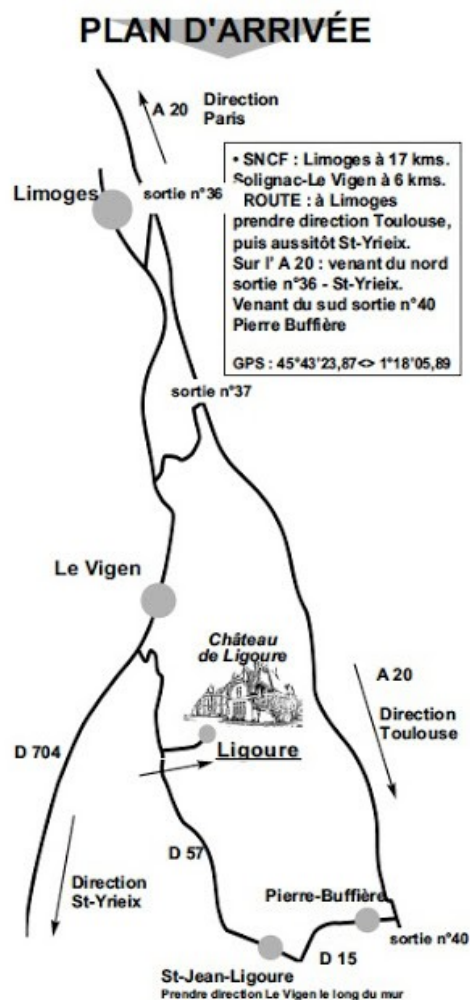 PLAN D'ARRIVÉE
A 20
Direction
Paris
• SNCF : Limoges à 17 kms.
Solignac-Le Vigen à 6 kms.
ROUTE : à Limoges
prendre direction Toulouse,
puis aussitôt St-Yrieix.
Sur l' A 20 : venant du nord
sortie n°36 - St-Yrieix.
Venant du sud sortie n°40
Pierre Buffière
GPS : 45°43'23,87<> 1°18'05,89
Limoges
sortie n°36
sortie n°37
Le Vigen
Château
de Ligoure
A 20
Direction
Toulouse
Ligoure
D 704
D 57
Direction
St-Yrieix
Pierre-Buffière
sortie n°40
D 15
St-Jean-Ligoure
Prendre direction Le Vigen le long du mur